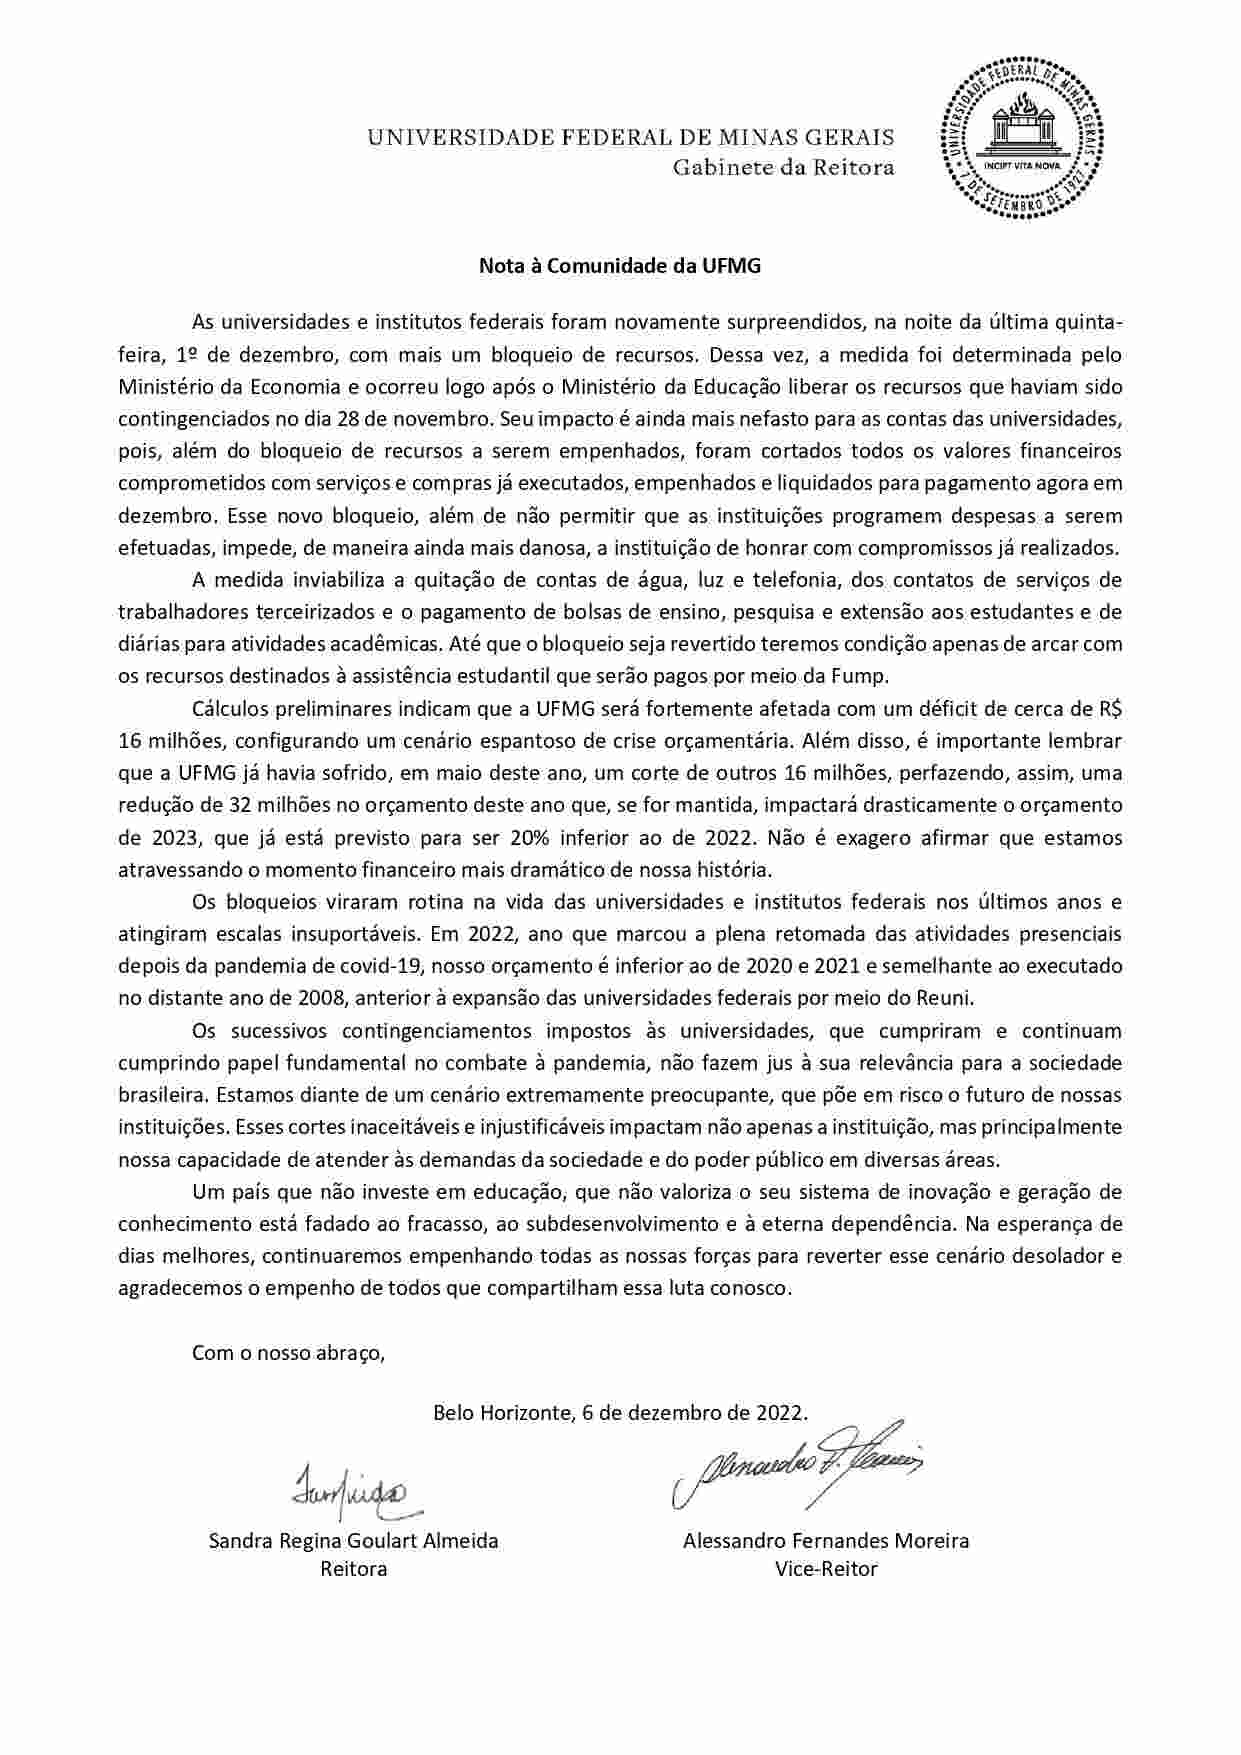 UNIVERSIDADE FEDERAL DE MINAS GERAIS
Gabinete da Reitora
UNIVERSIDADE FEDERAL DE MINAS GERAIS
INCIPT VITA NOVA
7 DE SETEMBRO DE 1927
Nota à Comunidade da UFMG
As universidades e institutos federais foram novamente surpreendidos, na noite da última quinta-
feira, 1º de dezembro, com mais um bloqueio de recursos. Dessa vez, a medida foi determinada pelo
Ministério da Economia e ocorreu logo após o Ministério da Educação liberar os recursos que haviam sido
contingenciados no dia 28 de novembro. Seu impacto é ainda mais nefasto para as contas das universidades,
pois, além do bloqueio de recursos a serem empenhados, foram cortados todos os valores financeiros
comprometidos com serviços e compras já executados, empenhados e liquidados para pagamento agora em
dezembro. Esse novo bloqueio, além de não permitir que as instituições programem despesas a serem
efetuadas, impede, de maneira ainda mais danosa, a instituição de honrar com compromissos já realizados.
A medida inviabiliza a quitação de contas de água, luz e telefonia, dos contatos de serviços de
trabalhadores terceirizados e o pagamento de bolsas de ensino, pesquisa e extensão aos estudantes e de
diárias para atividades acadêmicas. Até que o bloqueio seja revertido teremos condição apenas de arcar com
os recursos destinados à assistência estudantil que serão pagos por meio da Fump.
Cálculos preliminares indicam que a UFMG será fortemente afetada com um déficit de cerca de R$
16 milhões, configurando um cenário espantoso de crise orçamentária. Além disso, é importante lembrar
que a UFMG já havia sofrido, em maio deste ano, um corte de outros 16 milhões, perfazendo, assim, uma
redução de 32 milhões no orçamento deste ano que, se for mantida, impactará drasticamente o orçamento
de 2023, que já está previsto para ser 20% inferior ao de 2022. Não é exagero afirmar que estamos
atravessando o momento financeiro mais dramático de nossa história.
Os bloqueios viraram rotina na vida das universidades e institutos federais nos últimos anos e
atingiram escalas insuportáveis. Em 2022, ano que marcou a plena retomada das atividades presenciais
depois da pandemia de covid-19, nosso orçamento é inferior ao de 2020 e 2021 e semelhante ao executado
no distante ano de 2008, anterior à expansão das universidades federais por meio do Reuni.
Os sucessivos contingenciamentos impostos às universidades, que cumpriram e continuam
cumprindo papel fundamental no combate à pandemia, não fazem jus à sua relevância para a sociedade
brasileira. Estamos diante de um cenário extremamente preocupante, que põe em risco o futuro de nossas
instituições. Esses cortes inaceitáveis e injustificáveis impactam não apenas a instituição, mas principalmente
nossa capacidade de atender às demandas da sociedade e do poder público em diversas áreas.
Um país que não investe em educação, que não valoriza o seu sistema de inovação e geração de
conhecimento está fadado ao fracasso, ao subdesenvolvimento e à eterna dependência. Na esperança de
dias melhores, continuaremos empenhando todas as nossas forças para reverter esse cenário desolador e
agradecemos o empenho de todos que compartilham essa luta conosco.
Com o nosso abraço,
Belo Horizonte, 6 de dezembro de 2022.
Sandra Regina Goulart Almeida
Reitora
Alessandro Fernandes Moreira
Vice-Reitor